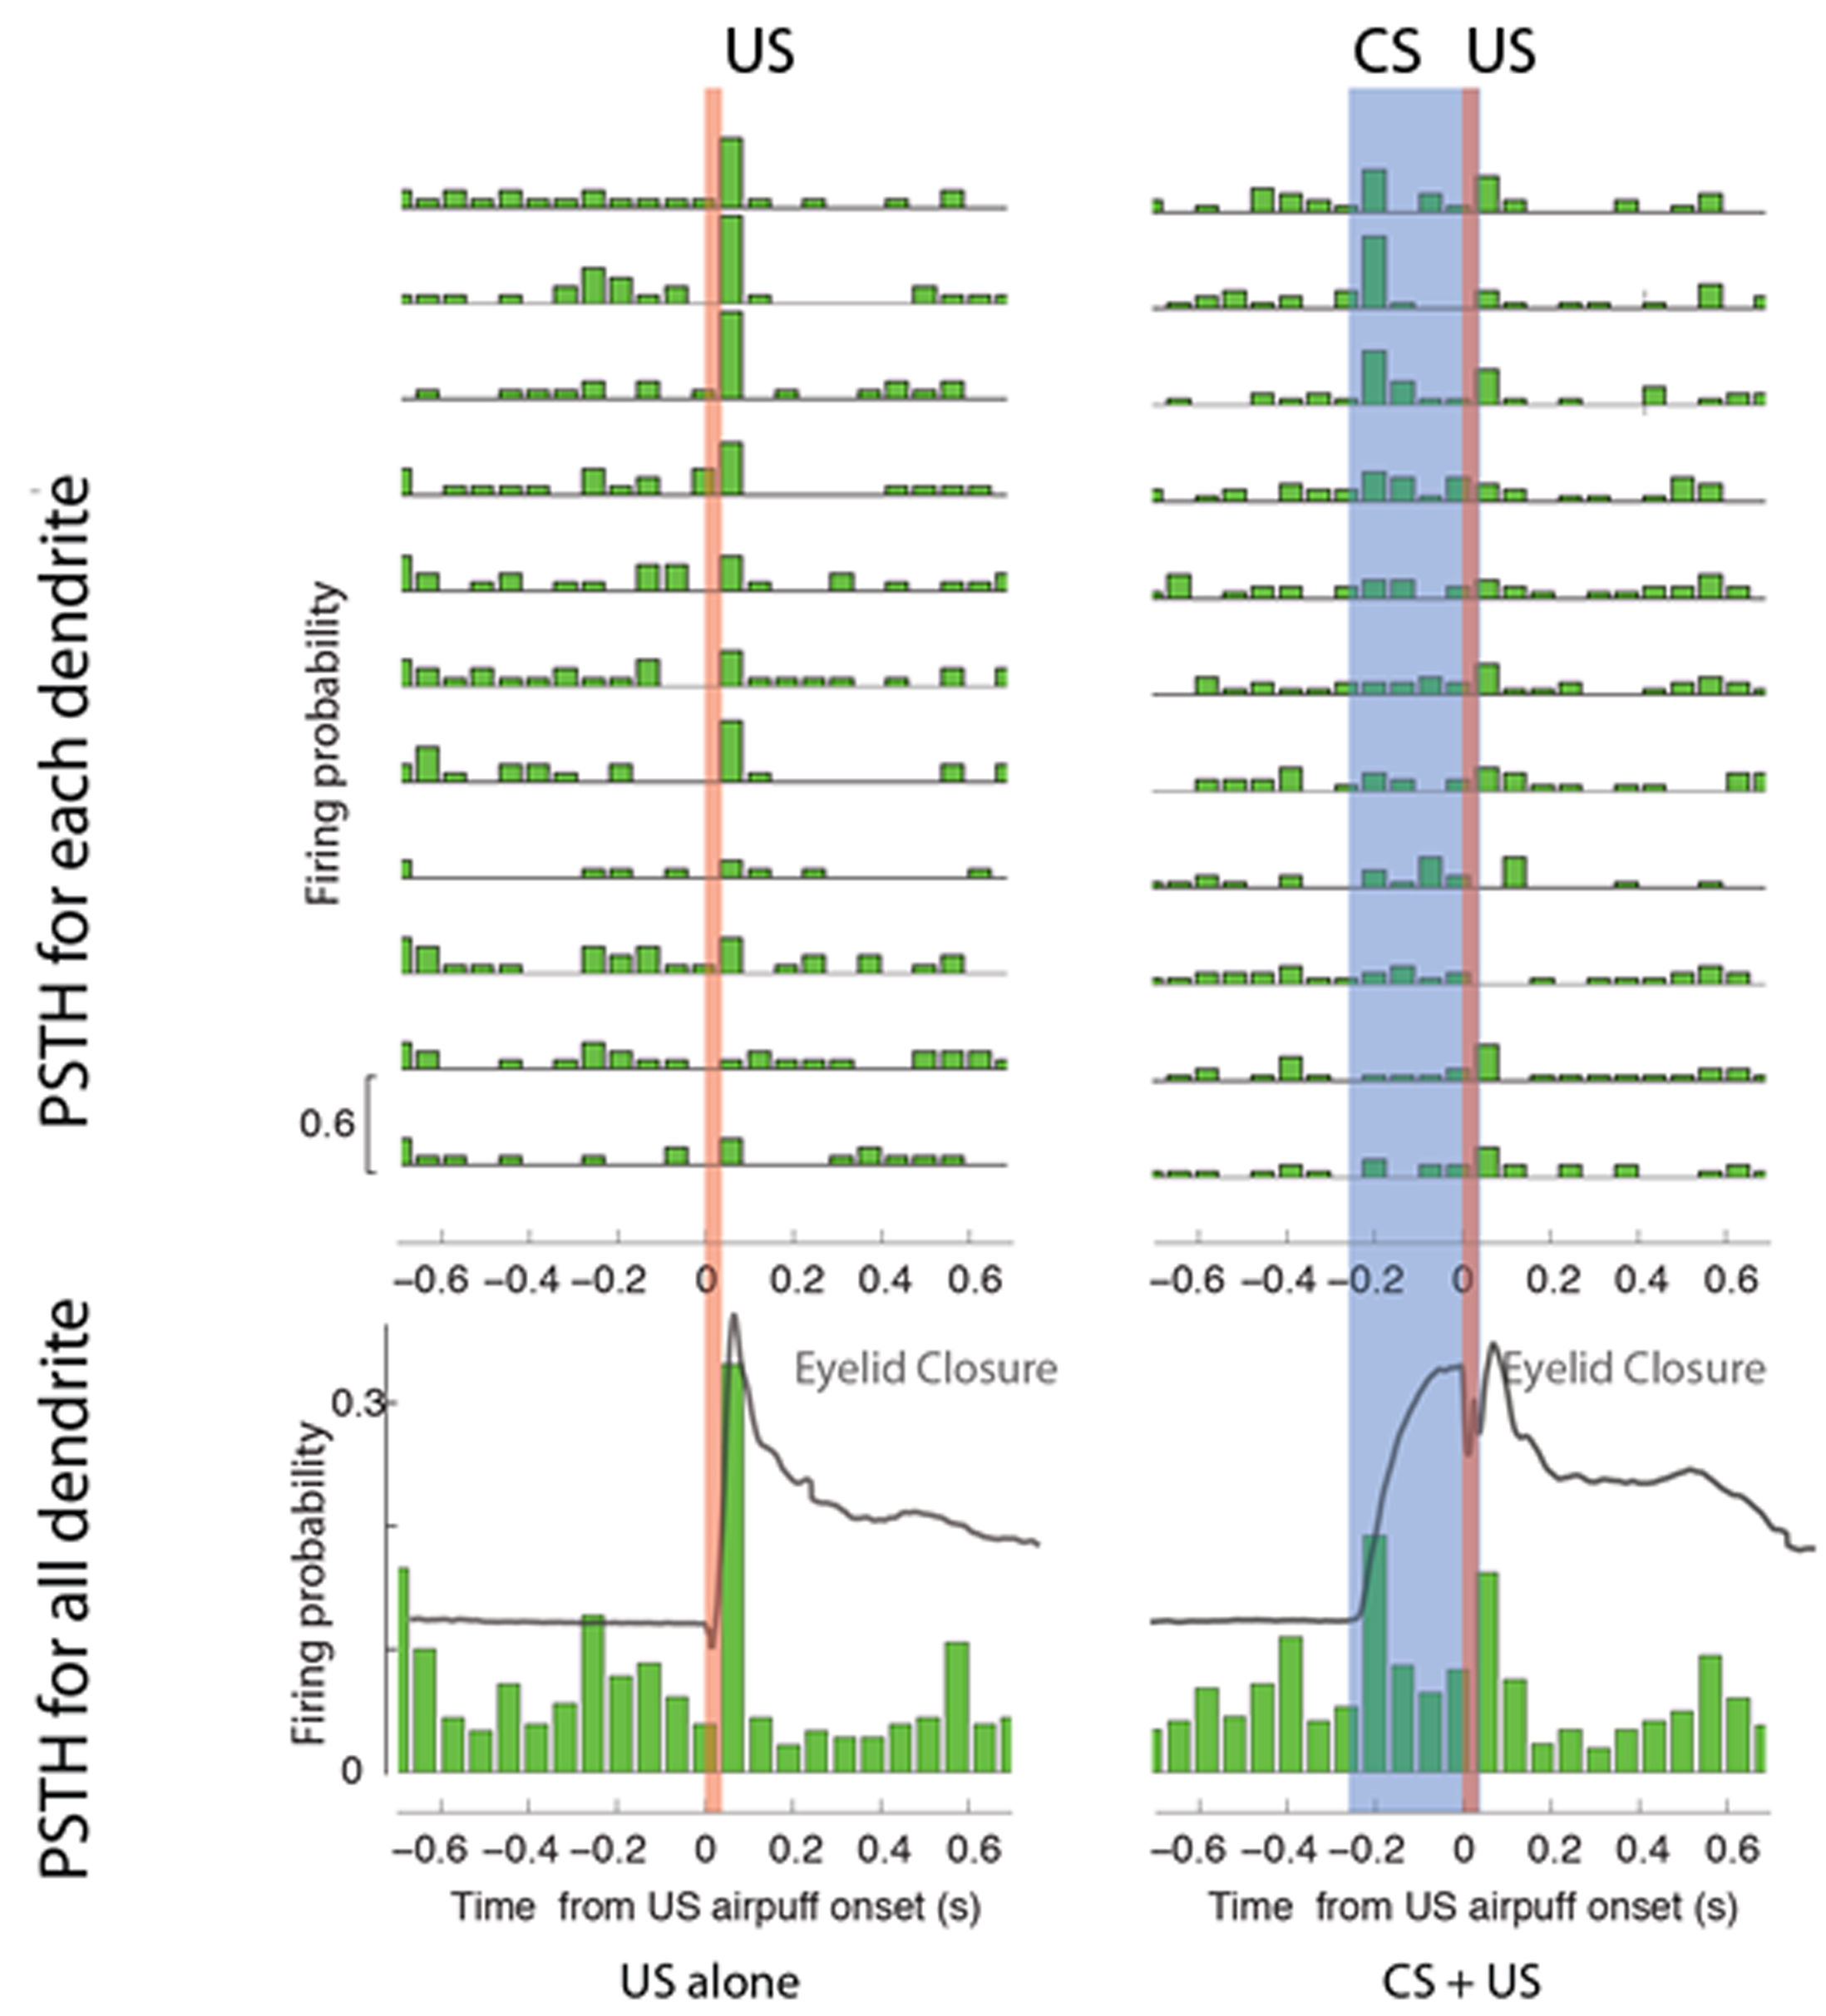 US
CS US
PSTH for each dendrite
Firing probability
0.6
−0.6 −0.4 −0.2 0 0.2 0.4 0.6
−0.6 −0.4 −0.2 0 0.2 0.4 0.6
PSTH for all dendrite
Firing probability
0.3
0
Eyelid Closure
Eyelid Closure
−0.6 −0.4 −0.2 0 0.2 0.4 0.6
−0.6 −0.4 −0.2 0 0.2 0.4 0.6
Time from US airpuff onset (s)
Time from US airpuff onset (s)
US alone
CS + US